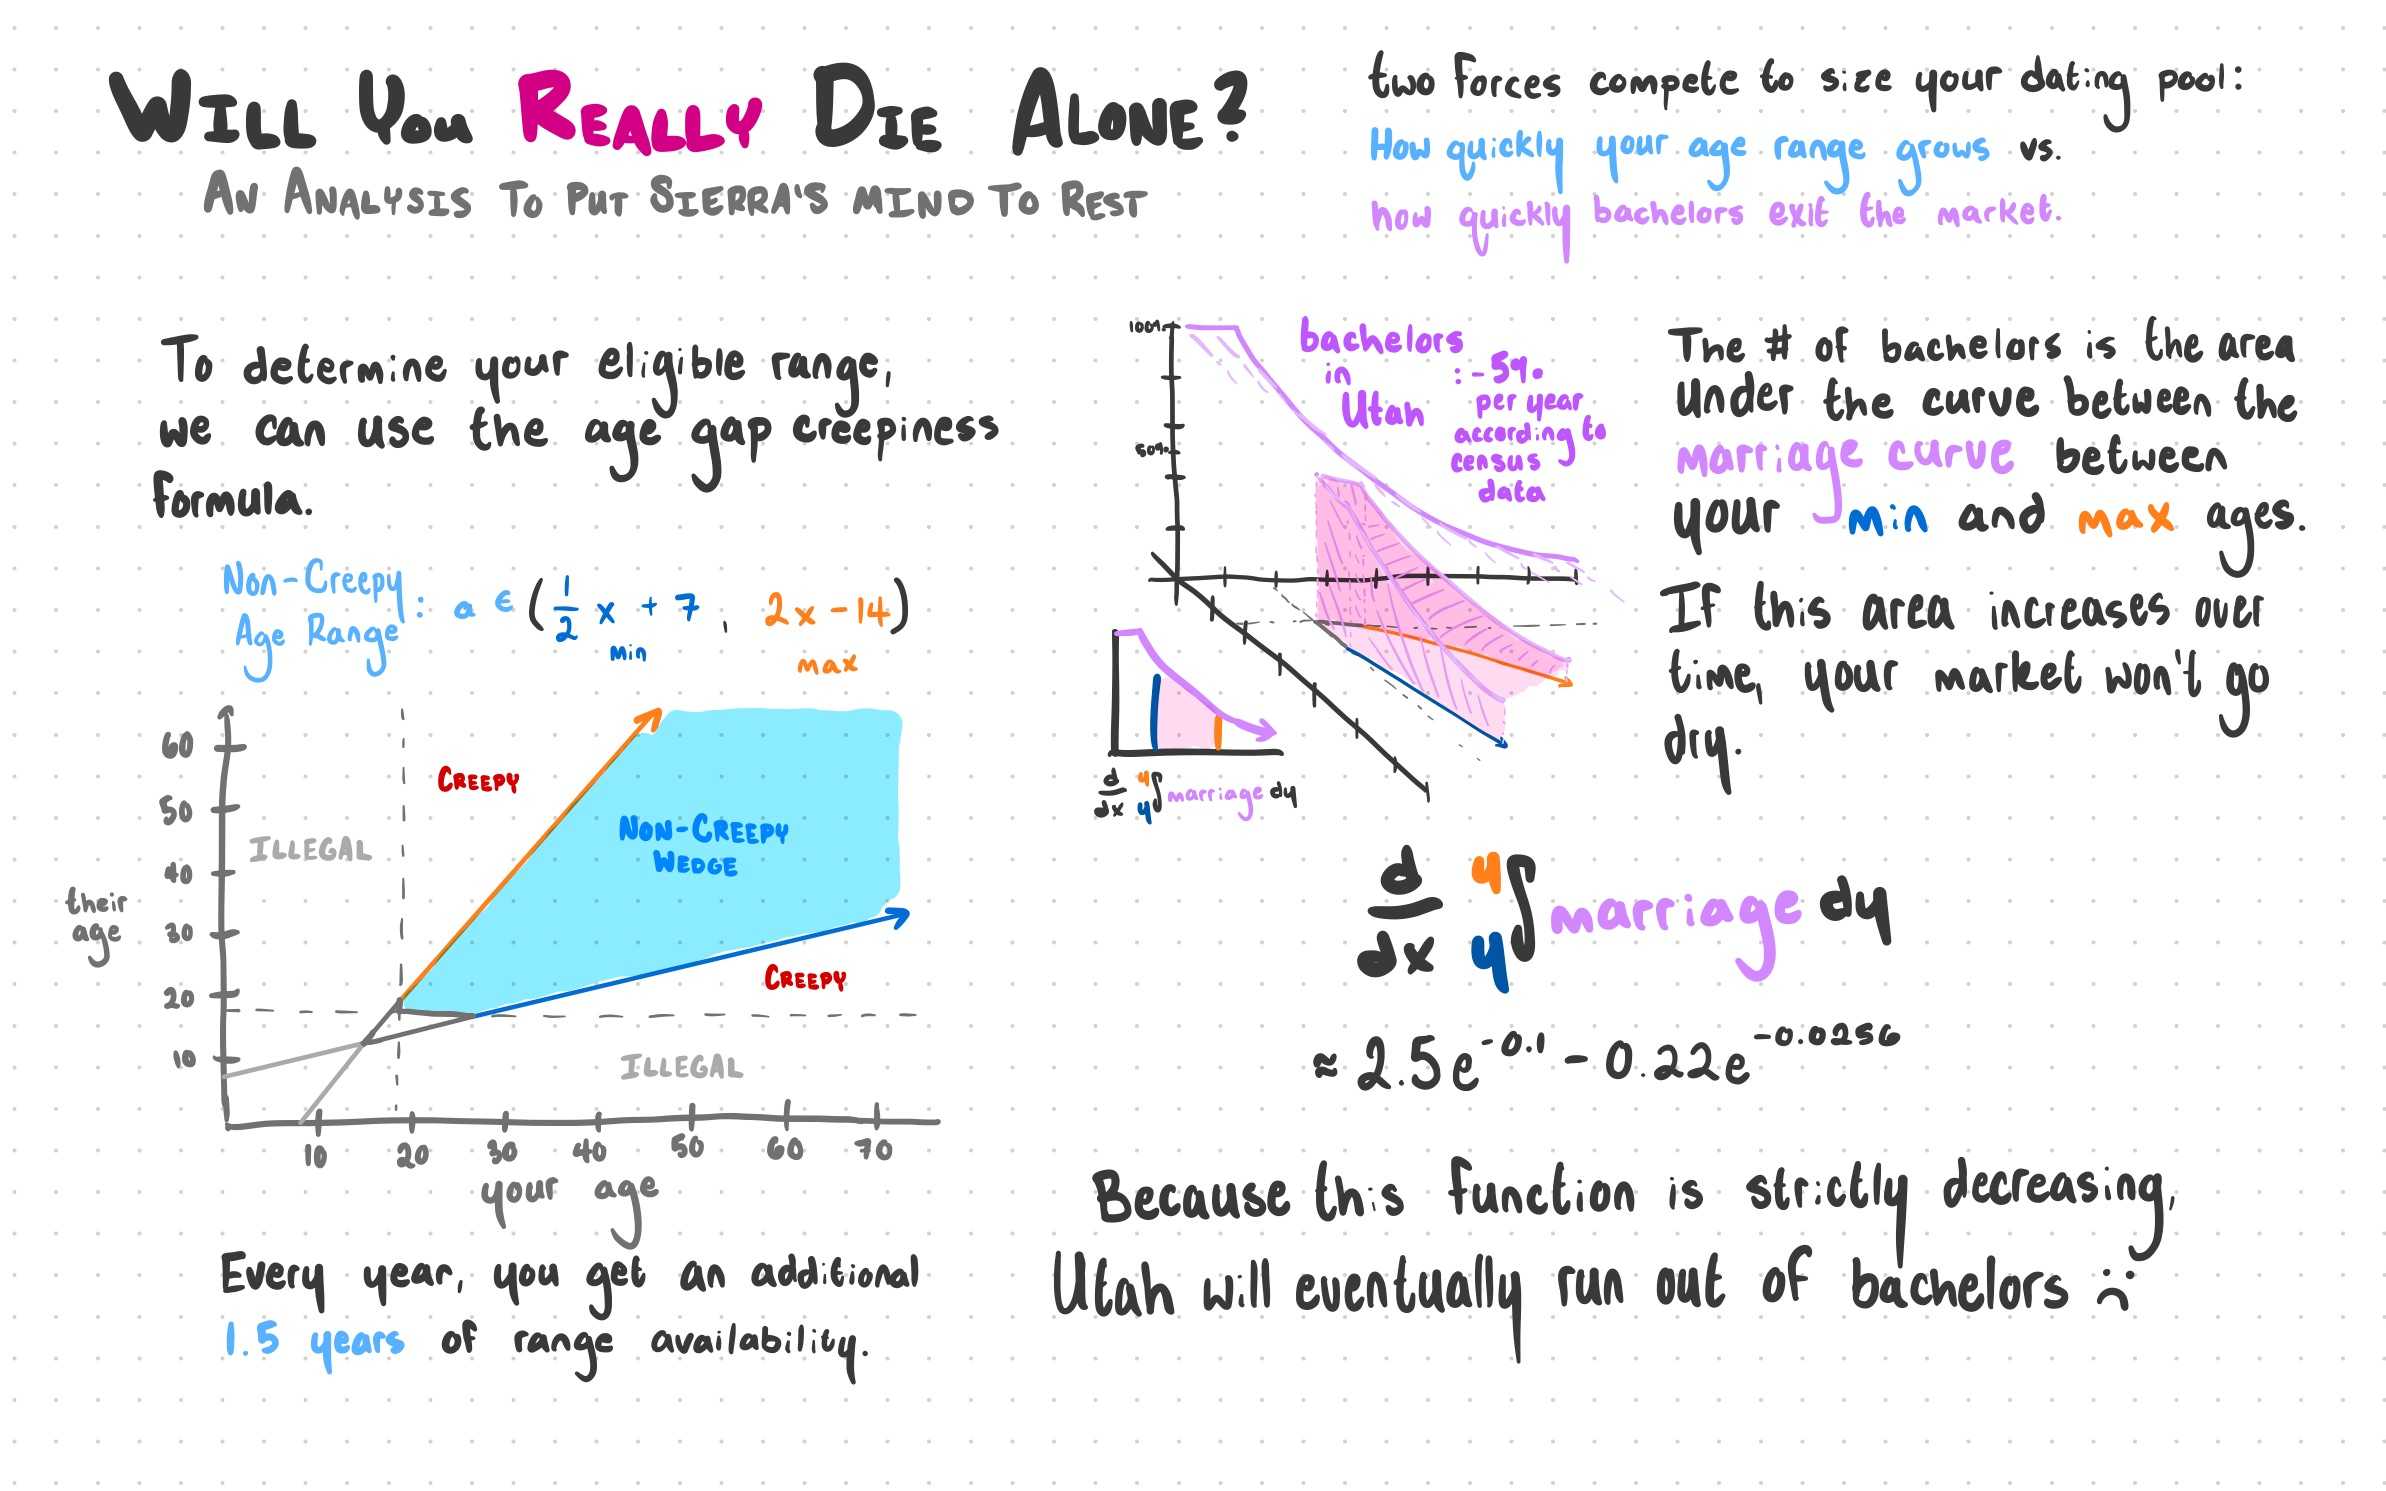 WILL YOU REALLY DIE ALONE?
AN ANALYSIS TO PUT SIERRA'S MIND TO REST
two forces compete to size your dating pool:
How quickly your age range grows vs.
how quickly bachelors exit the market.
To determine your eligible range,
we can use the age gap creepiness
formula.
Non-Creepy
Age Range : a ∈ (1/2 x + 7, 2x - 14)
min max
60
50
40
30
20
10
their
age
ILLEGAL
CREEPY
NON-CREEPY
WEDGE
CREEPY
ILLEGAL
10 20 30 40 50 60 70
your age
Every year, you get an additional
1.5 years of range availability.
100%
50%
bachelors
in
Utah
: -5%
per year
according to
census
data
d/dx y∫y marriage dy
The # of bachelors is the area
under the curve between the
marriage curve between
your min and max ages.
If this area increases over
time, your market won't go
dry.
d/dx y∫y marriage dy
≈ 2.5e^-0.1 - 0.22e^-0.0256
Because this function is strictly decreasing,
Utah will eventually run out of bachelors :(